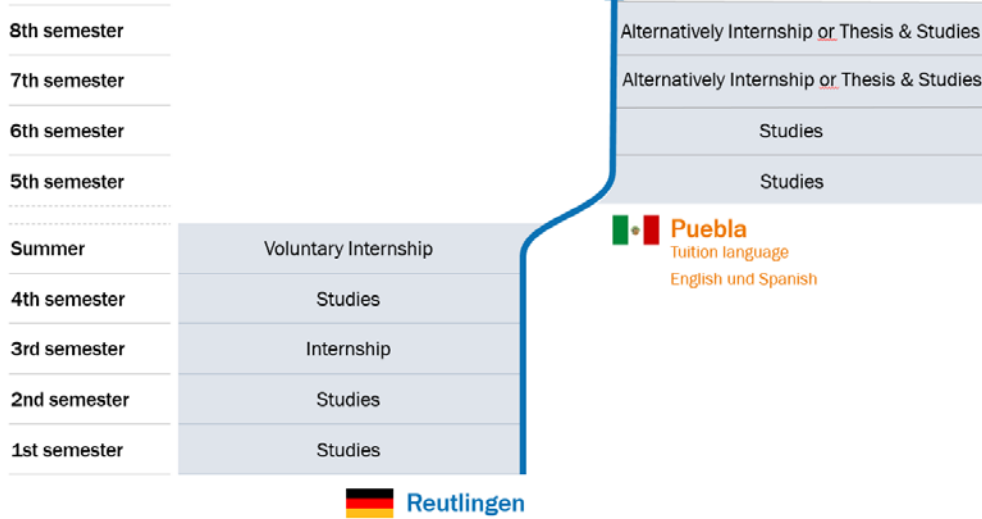 8th semester Alternatively Internship or Thesis & Studies
7th semester Alternatively Internship or Thesis & Studies
6th semester Studies
5th semester Studies
Puebla
Tuition language
English und Spanish
Summer Voluntary Internship
4th semester Studies
3rd semester Internship
2nd semester Studies
1st semester Studies
Reutlingen